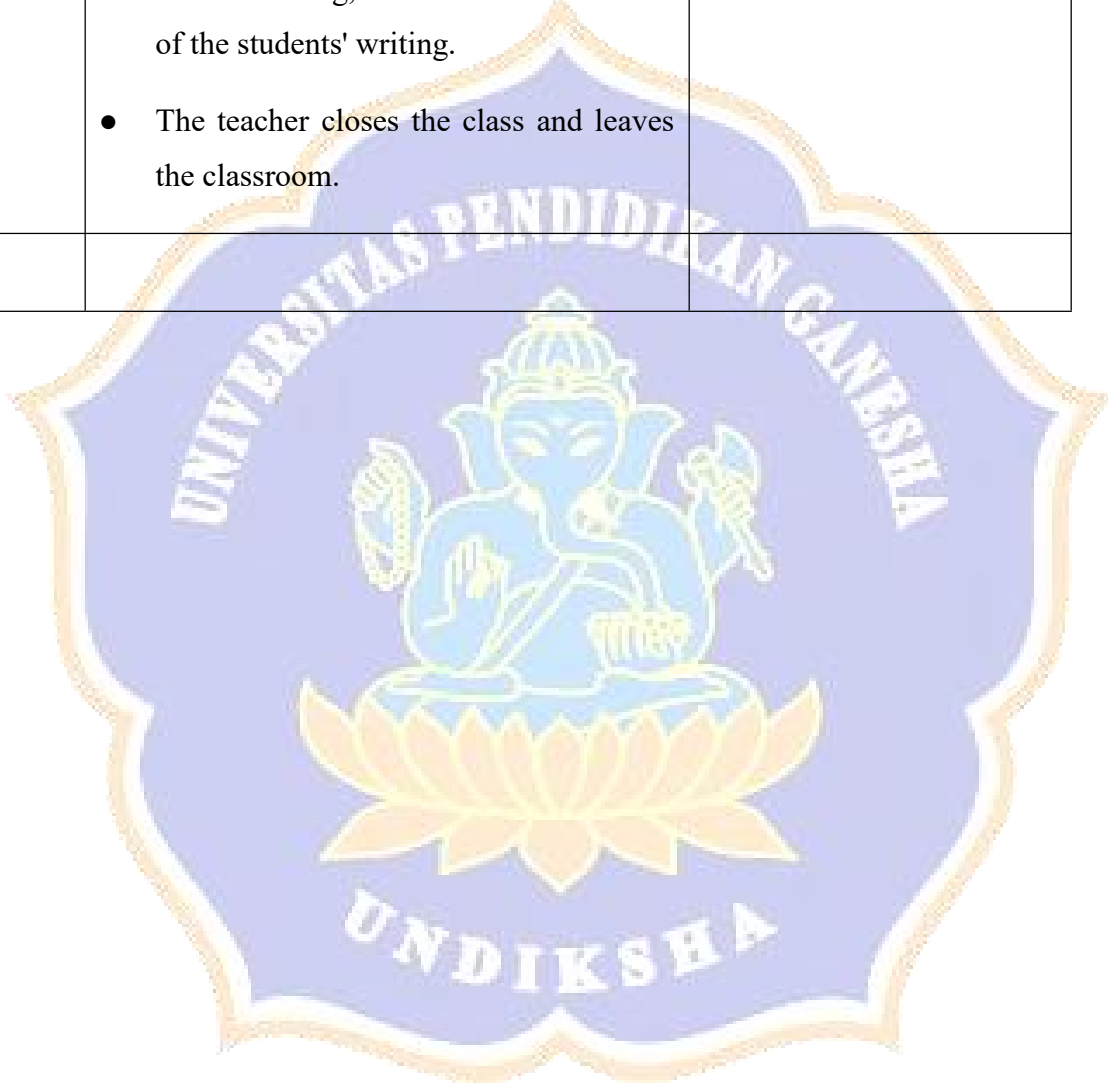 of the students' writing.
● The teacher closes the class and leaves
the classroom.
UNIVERSITAS PENDIDIKAN GANESHA
UNDIKSHA